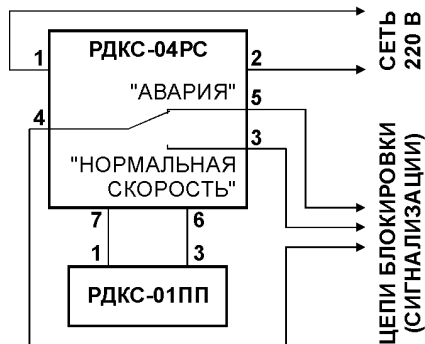 1
РДКС-04РС
2
4
"АВАРИЯ"
5
3
"НОРМАЛЬНАЯ
СКОРОСТЬ"
7
6
1
3
РДКС-01ПП
СЕТЬ
220 В
ЦЕПИ БЛОКИРОВКИ
(СИГНАЛИЗАЦИИ)